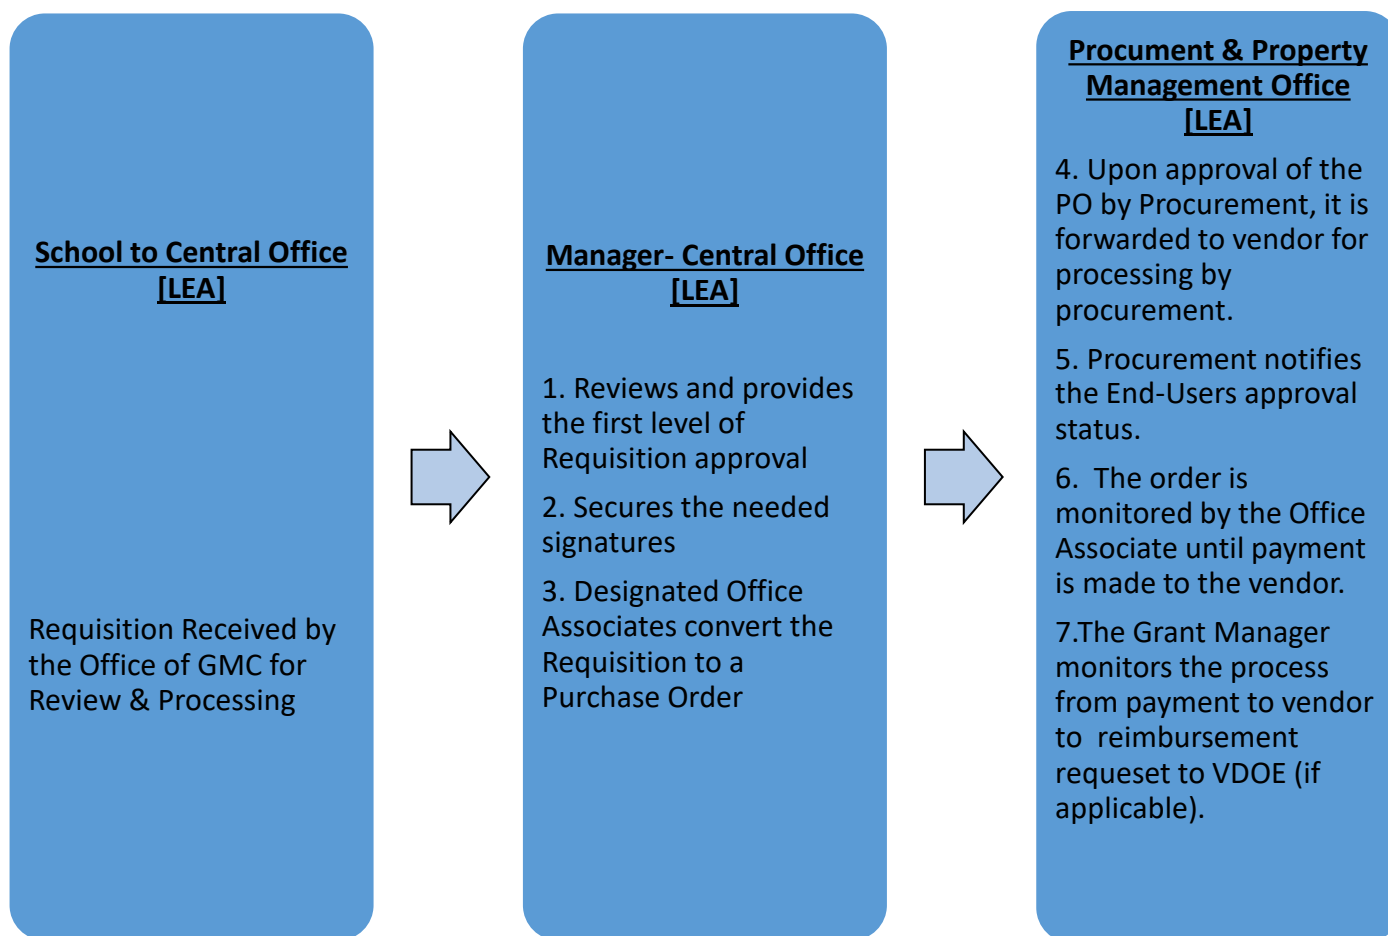 School to Central Office
[LEA]
Requisition Received by
the Office of GMC for
Review & Processing
Manager- Central Office
[LEA]
1. Reviews and provides
the first level of
Requisition approval
2. Secures the needed
signatures
3. Designated Office
Associates convert the
Requisition to a
Purchase Order
Procument & Property
Management Office
[LEA]
4. Upon approval of the
PO by Procurement, it is
forwarded to vendor for
processing by
procurement.
5. Procurement notifies
the End-Users approval
status.
6.  The order is
monitored by the Office
Associate until payment
is made to the vendor.
7.The Grant Manager
monitors the process
from payment to vendor
to  reimbursement
requeset to VDOE (if
applicable).